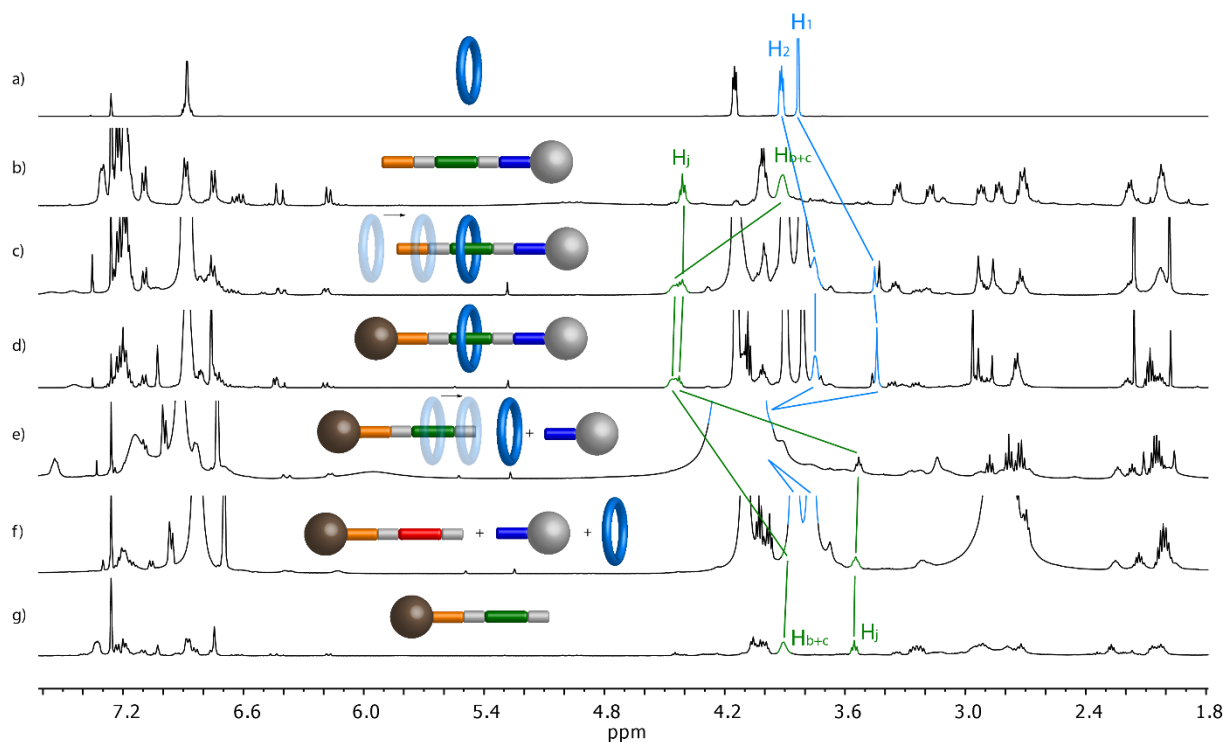 H1
H2
a)
b)
Hj
Hb+c
c)
d)
e)
+
f)
+
+
g)
Hb+c
Hj
7.2 6.6 6.0 5.4 4.8 4.2 3.6 3.0 2.4 1.8
ppm